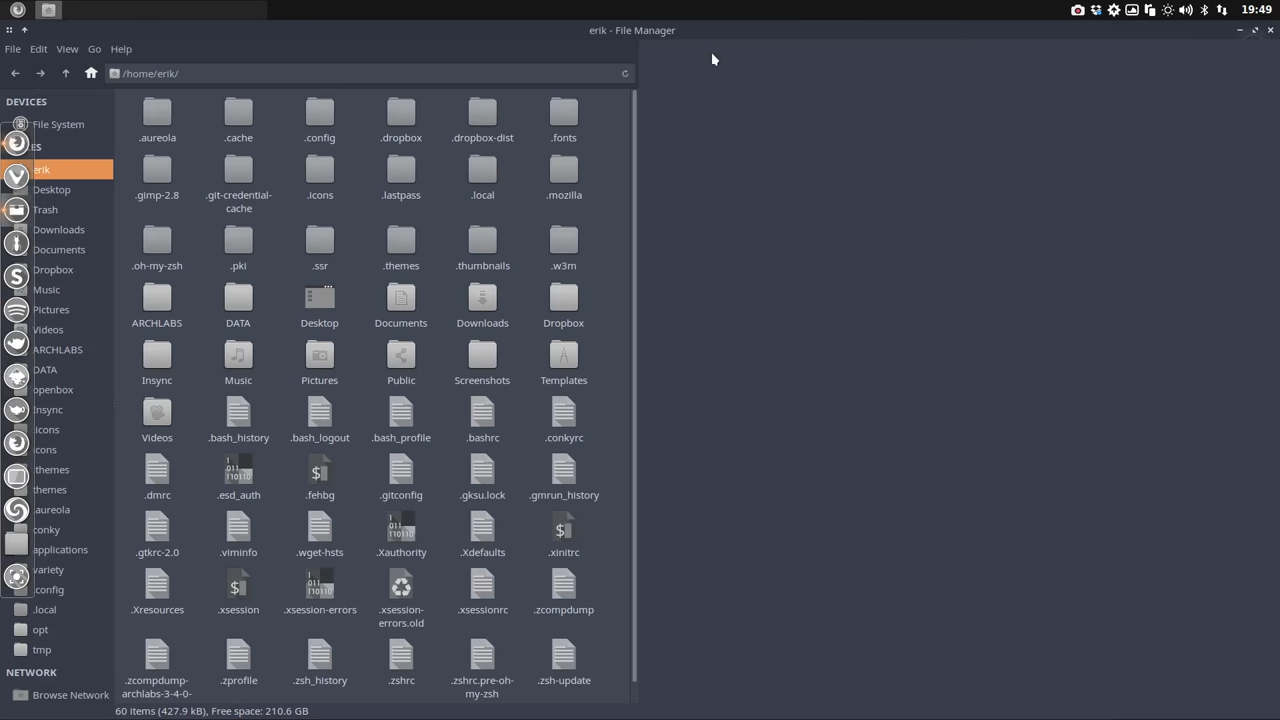 19:49
erik - File Manager
File Edit View Go Help
/home/erik/
DEVICES
File System
ES
erik
Desktop
Trash
Downloads
Documents
Dropbox
Music
Pictures
Videos
ARCHLABS
DATA
openbox
Insync
.icons
icons
.themes
themes
.aureola
conky
applications
variety
.config
.local
opt
tmp
NETWORK
Browse Network
.aureola .cache .config .dropbox .dropbox-dist .fonts
.gimp-2.8 .git-credential- .icons .lastpass .local .mozilla
cache
.oh-my-zsh .pki .ssr .themes .thumbnails .w3m
ARCHLABS DATA Desktop Documents Downloads Dropbox
Insync Music Pictures Public Screenshots Templates
Videos .bash_history .bash_logout .bash_profile .bashrc .conkyrc
.dmrc .esd_auth .fehbg .gitconfig .gksu.lock .gmrun_history
.gtkrc-2.0 .viminfo .wget-hsts .Xauthority .Xdefaults .xinitrc
.Xresources .xsession .xsession-errors .xsession- .xsessionrc .zcompdump
errors.old
.zcompdump- .zprofile .zsh_history .zshrc .zshrc.pre-oh- .zsh-update
archlabs-3-4-0- my-zsh
60 items (427.9 kB), Free space: 210.6 GB